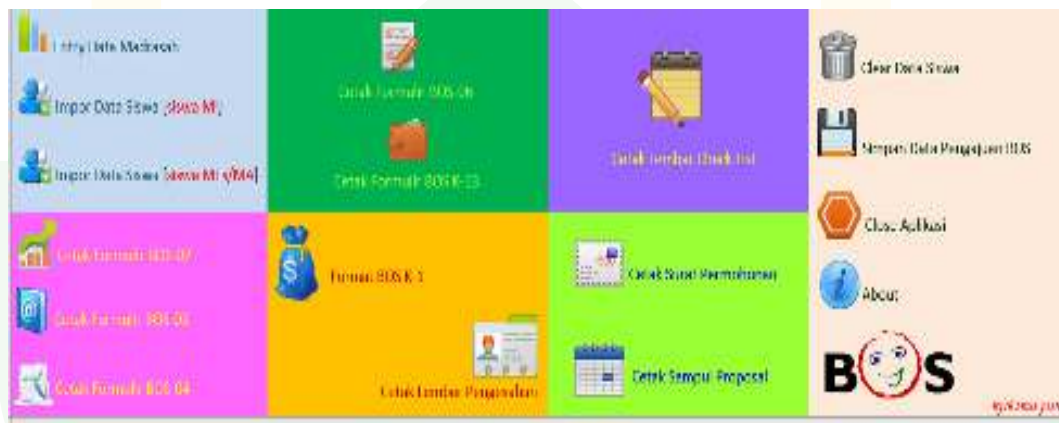 Entry Data Madrasah
Impor Data Siswa [siswa MI]
Impor Data Siswa [siswa MTs/MA]
Cetak Formulir BOS-06
Cetak Formulir BOS K-03
Cetak Lembar Check List
Clear Data Siswa
Simpan Data Pengajuan BOS
Close Aplikasi
About
BOS
Cetak Formulir BOS-02
Cetak Formulir BOS-03
Cetak Formulir BOS-04
Format BOS K-1
Cetak Lembar Pengesahan
Cetak Surat Permohonan
Cetak Sampul Proposal